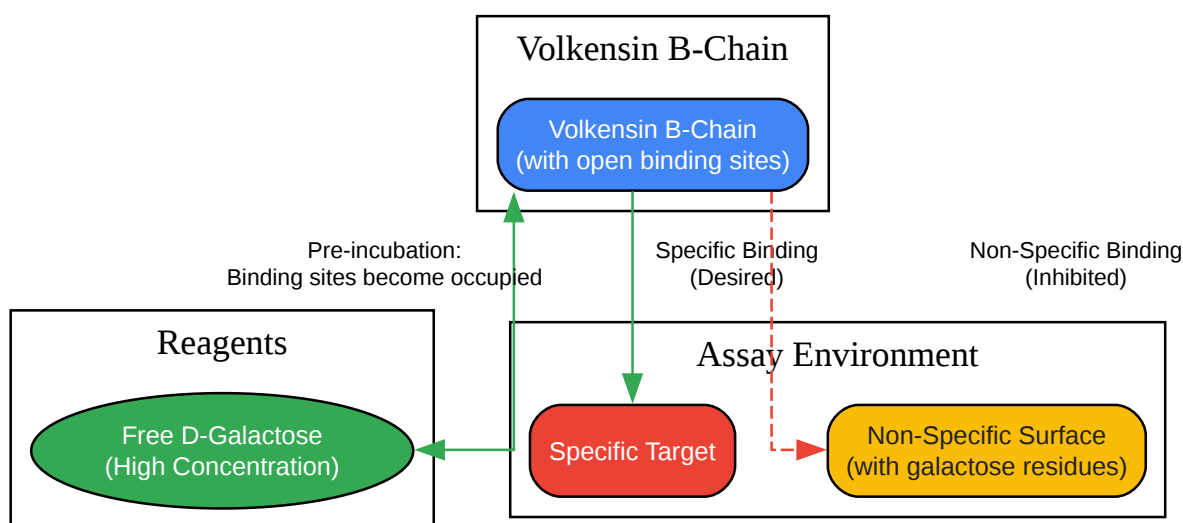 Volkensin B-Chain
Volkensin B-Chain
(with open binding sites)
Pre-incubation:
Binding sites become occupied
Specific Binding
(Desired)
Non-Specific Binding
(Inhibited)
Reagents
Free D-Galactose
(High Concentration)
Assay Environment
Specific Target
Non-Specific Surface
(with galactose residues)